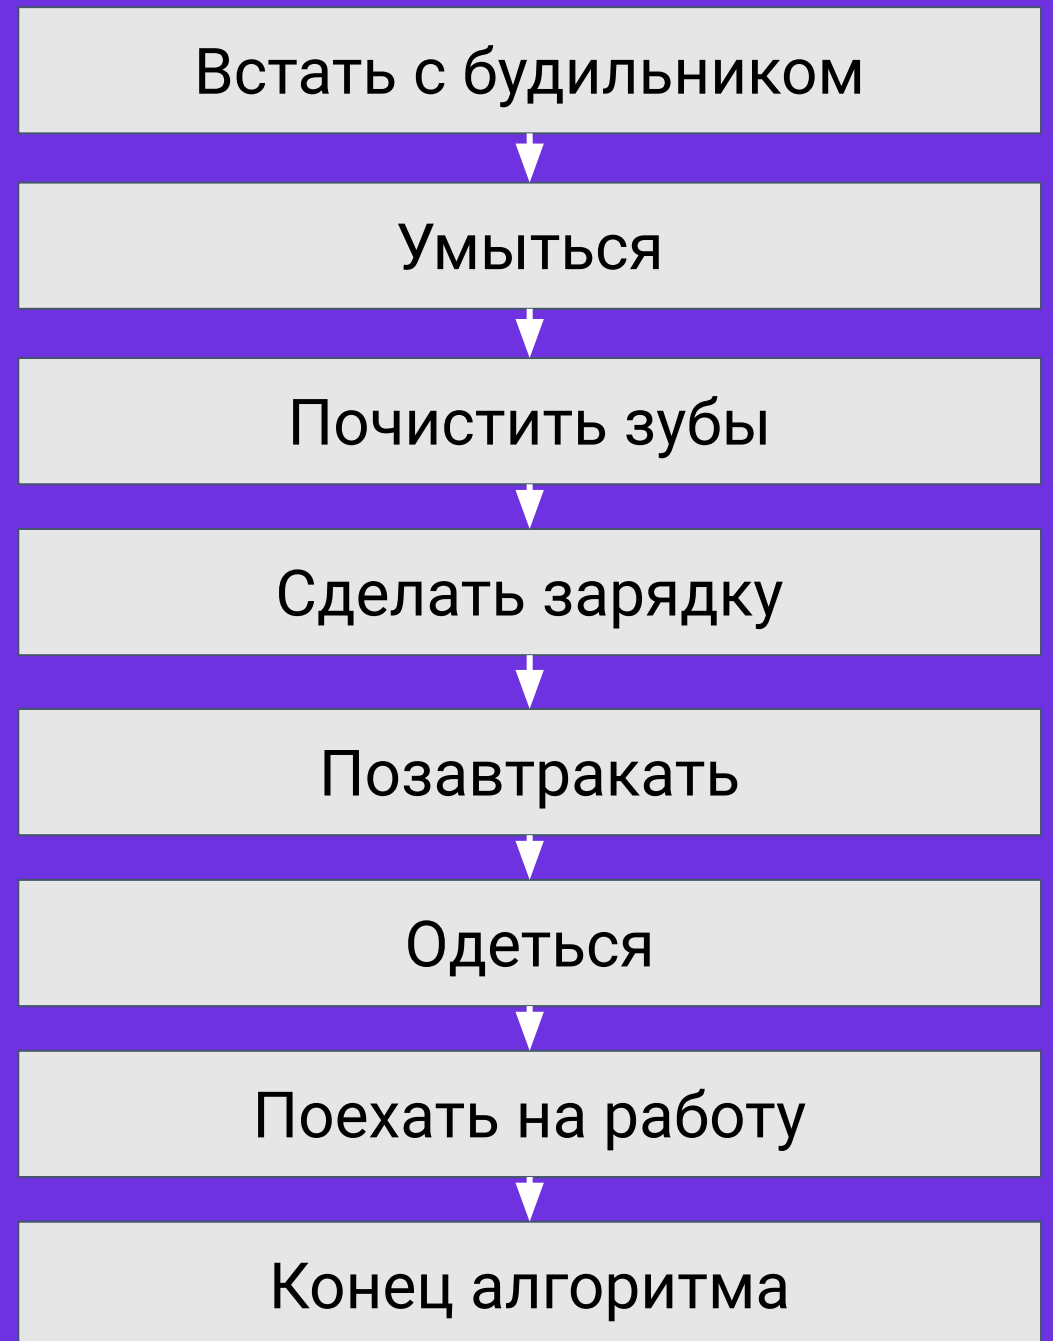 Встать с будильником
Умыться
Почистить зубы
Сделать зарядку
Позавтракать
Одеться
Поехать на работу
Конец алгоритма